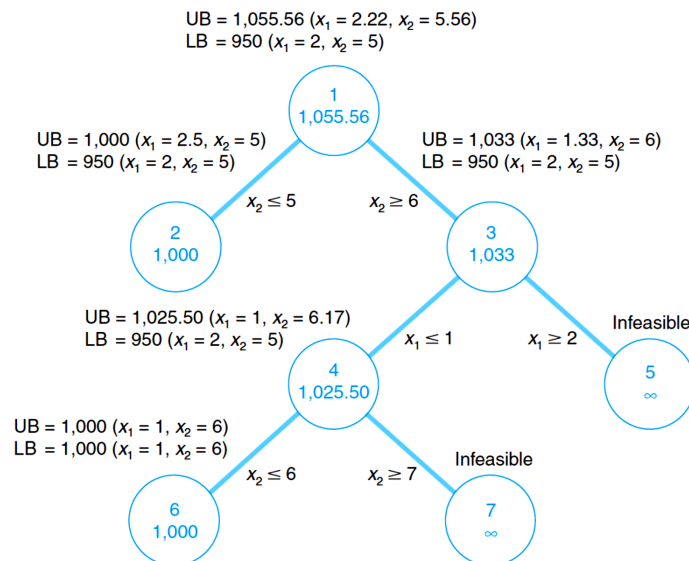 UB = 1,055.56 (x₁ = 2.22, x₂ = 5.56)
LB = 950 (x₁ = 2, x₂ = 5)
1
1,055.56
UB = 1,000 (x₁ = 2.5, x₂ = 5)
LB = 950 (x₁ = 2, x₂ = 5)
UB = 1,033 (x₁ = 1.33, x₂ = 6)
LB = 950 (x₁ = 2, x₂ = 5)
x₂ ≤ 5
x₂ ≥ 6
2
1,000
3
1,033
UB = 1,025.50 (x₁ = 1, x₂ = 6.17)
LB = 950 (x₁ = 2, x₂ = 5)
x₁ ≤ 1
x₁ ≥ 2
Infeasible
4
1,025.50
5
∞
UB = 1,000 (x₁ = 1, x₂ = 6)
LB = 1,000 (x₁ = 1, x₂ = 6)
x₂ ≤ 6
x₂ ≥ 7
Infeasible
6
1,000
7
∞